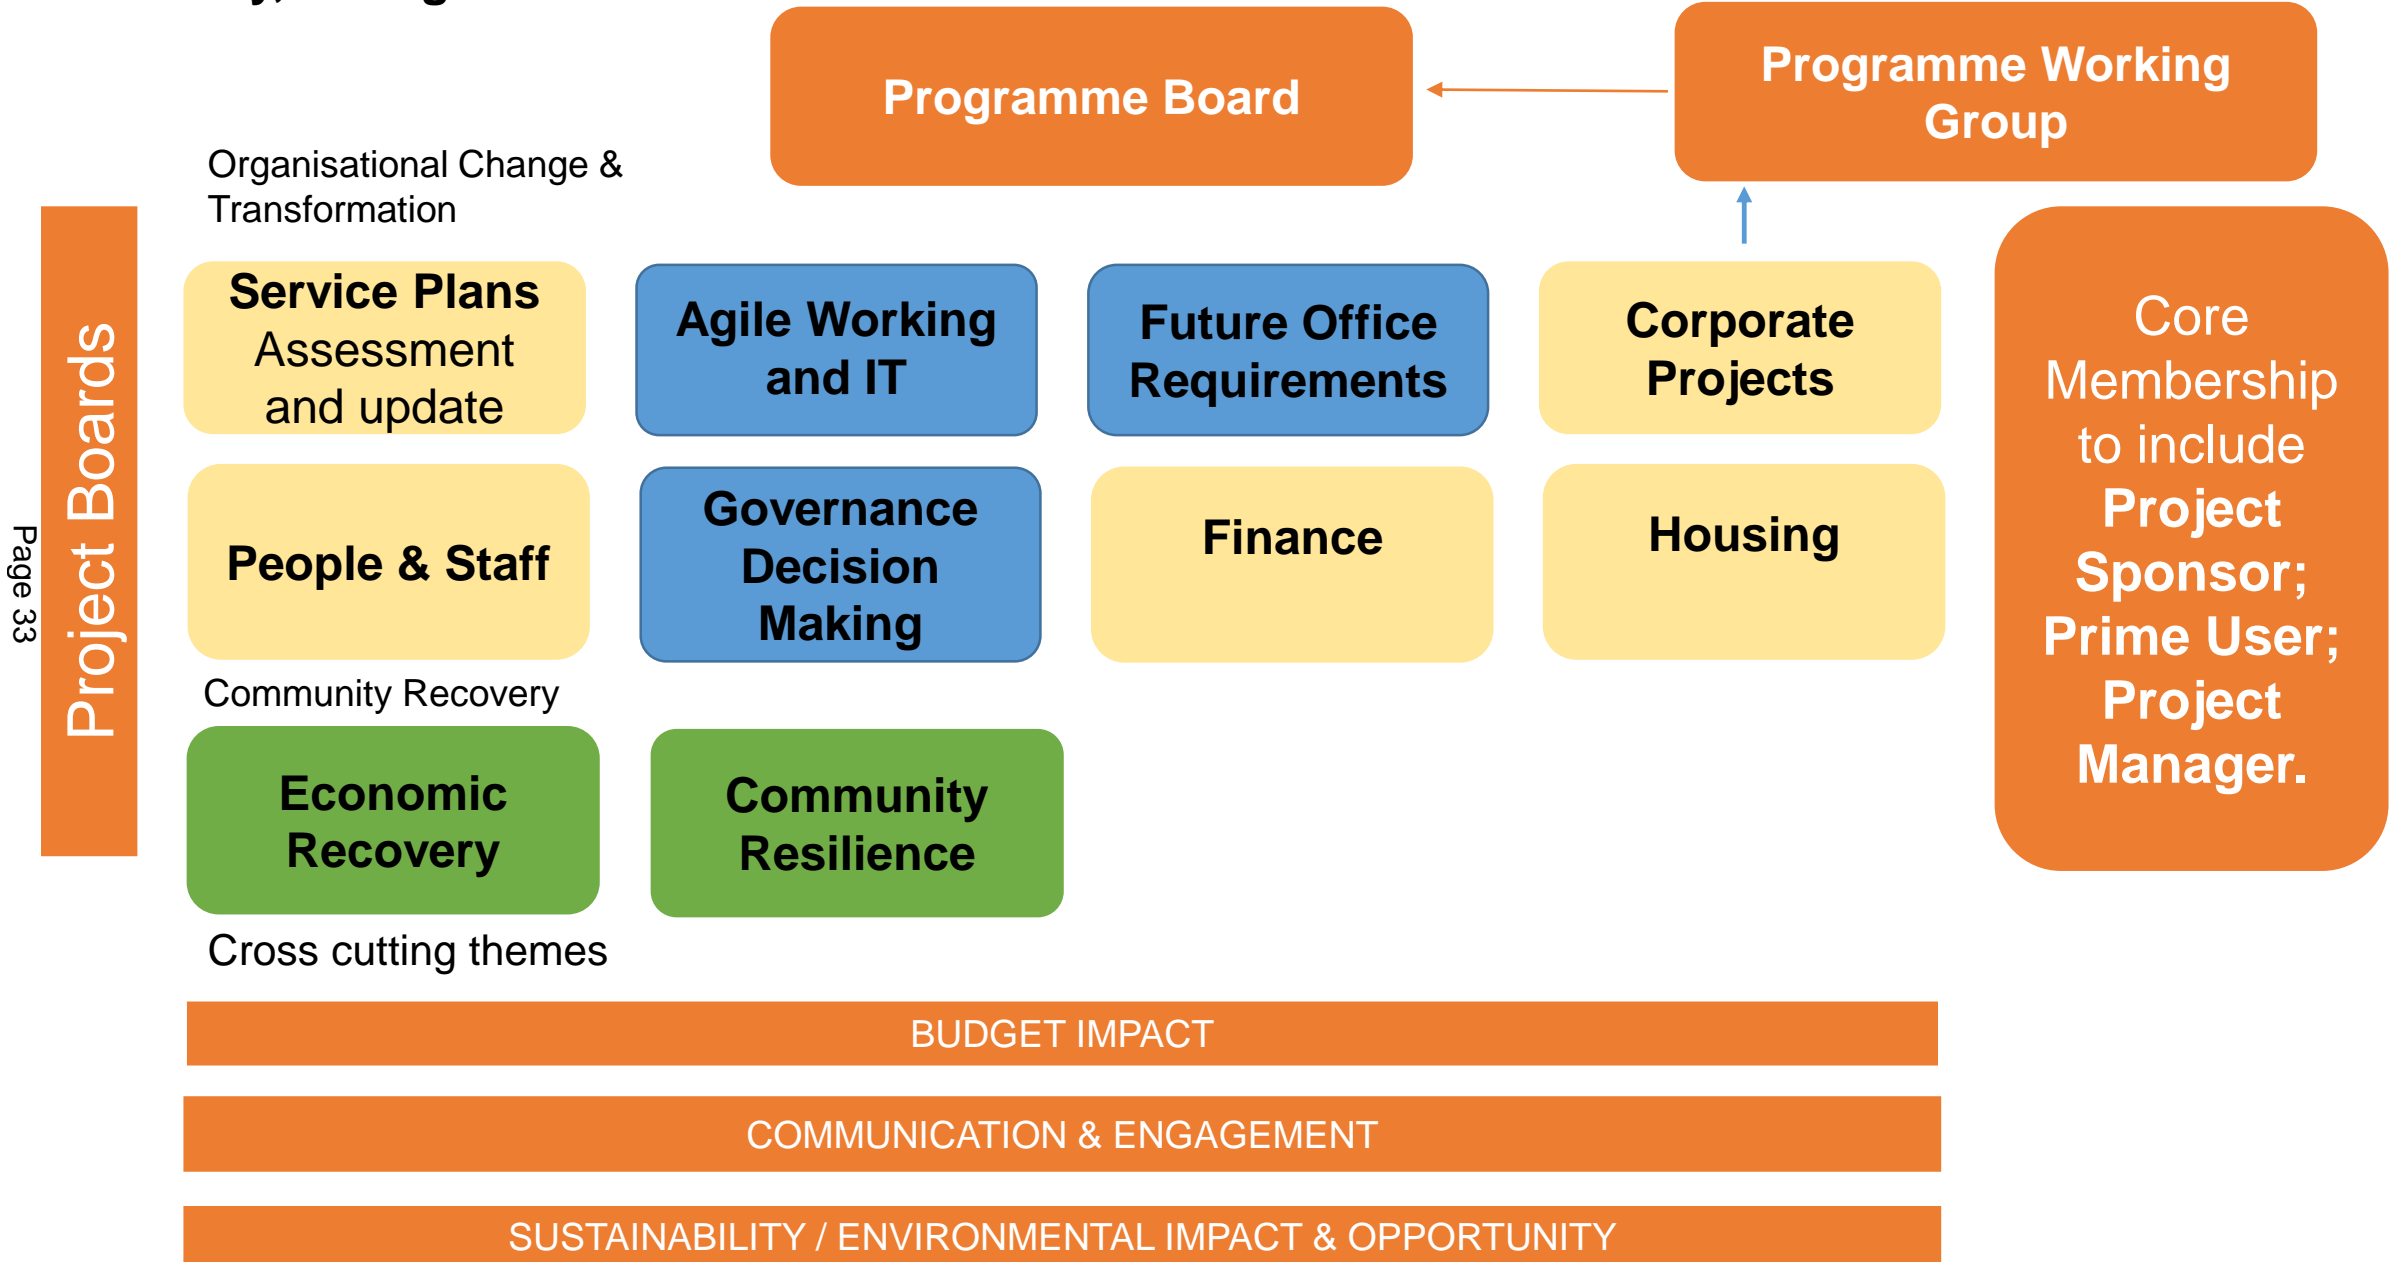 Programme Board
Programme Working
Group
Organisational Change &
Transformation
Project Boards
Page 33
Service Plans
Assessment
and update
Agile Working
and IT
Future Office
Requirements
Corporate
Projects
People & Staff
Governance
Decision
Making
Finance
Housing
Core
Membership
to include
Project
Sponsor;
Prime User;
Project
Manager.
Community Recovery
Economic
Recovery
Community
Resilience
Cross cutting themes
BUDGET IMPACT
COMMUNICATION & ENGAGEMENT
SUSTAINABILITY / ENVIRONMENTAL IMPACT & OPPORTUNITY